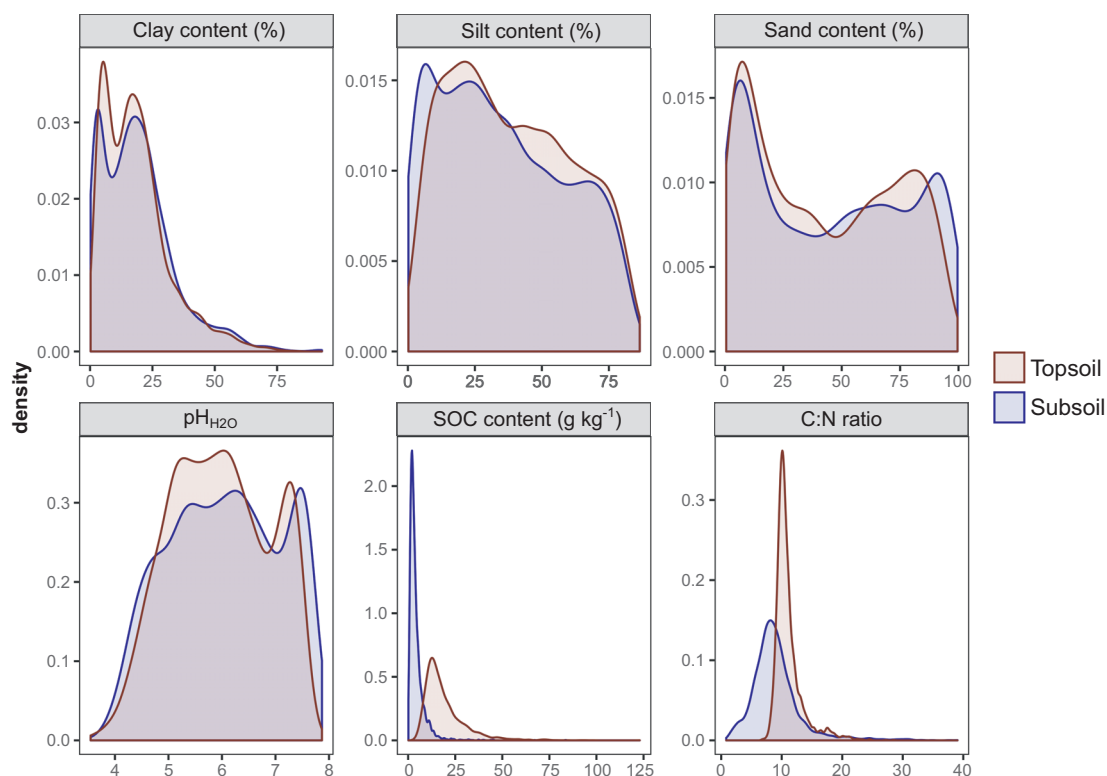 Clay content (%)
Silt content (%)
Sand content (%)
0.03
0.02
0.01
0.00
0 25 50 75
0.015
0.010
0.005
0.000
0 25 50 75
0.015
0.010
0.005
0.000
0 25 50 75 100
density
Topsoil
Subsoil
pHH2O
SOC content (g kg-1)
C:N ratio
0.3
0.2
0.1
0.0
4 5 6 7 8
2.0
1.5
1.0
0.5
0.0
0 25 50 75 100 125
0.3
0.2
0.1
0.0
0 10 20 30 40